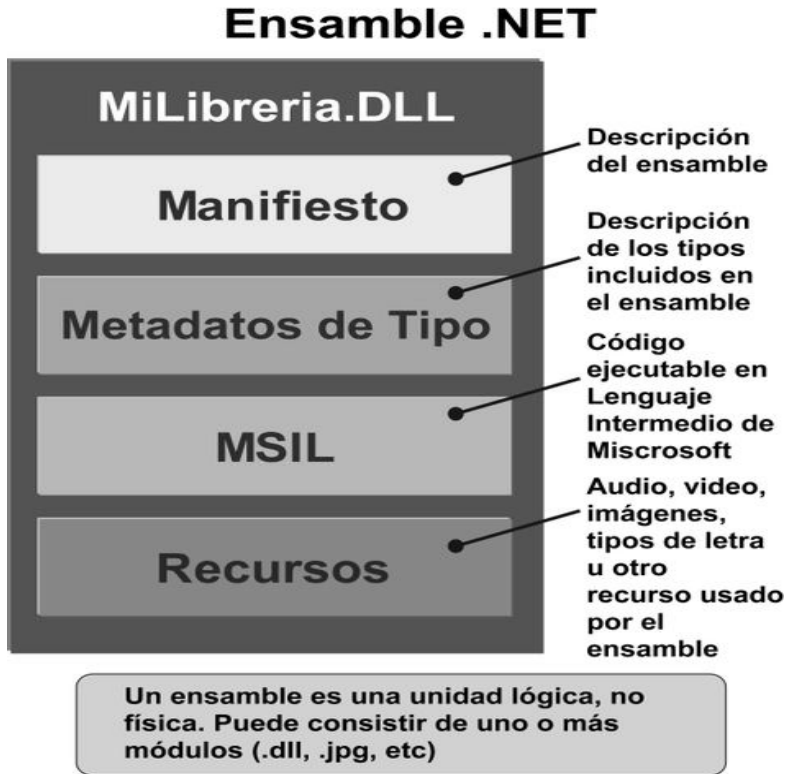 Ensamble .NET
MiLibreria.DLL
Manifiesto
Descripción
del ensamble
Metadatos de Tipo
Descripción
de los tipos
incluidos en
el ensamble
MSIL
Código
ejecutable en
Lenguaje
Intermedio de
Miscrosoft
Recursos
Audio, video,
imágenes,
tipos de letra
u otro
recurso usado
por el
ensamble
Un ensamble es una unidad lógica, no
física. Puede consistir de uno o más
módulos (.dll, .jpg, etc)